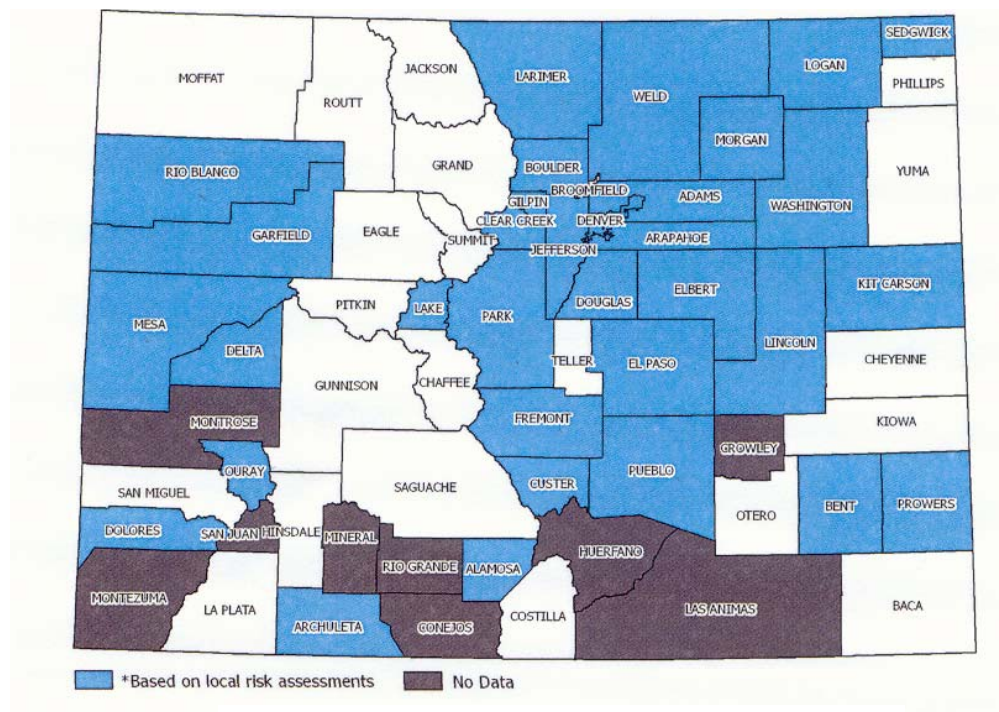 SEDGWICK
LOGAN
JACKSON
LARIMER
MOFFAT
PHILLIPS
WELD
ROUTT
MORGAN
GRAND
BOULDER
RIO BLANCO
YUMA
BROOMFIELD
ADAMS
GILPIN
WASHINGTON
CLEAR CREEK
DENVER
EAGLE
GARFIELD
SUMMIT
ARAPAHOE
JEFFERSON
KIT CARSON
ELBERT
PITKIN
DOUGLAS
LAKE
PARK
MESA
LINCOLN
DELTA
TELLER
CHEYENNE
EL PASO
GUNNISON
CHAFFEE
FREMONT
MONTROSE
KIOWA
CROWLEY
OURAY
PUEBLO
CUSTER
SAGUACHE
SAN MIGUEL
BENT
PROWERS
OTERO
DOLORES
SAN JUAN
HINSDALE
MINERAL
HUERFANO
RIO GRANDE
ALAMOSA
MONTEZUMA
BACA
LA PLATA
LAS ANIMAS
COSTILLA
ARCHULETA
CONEJOS
*Based on local risk assessments
No Data